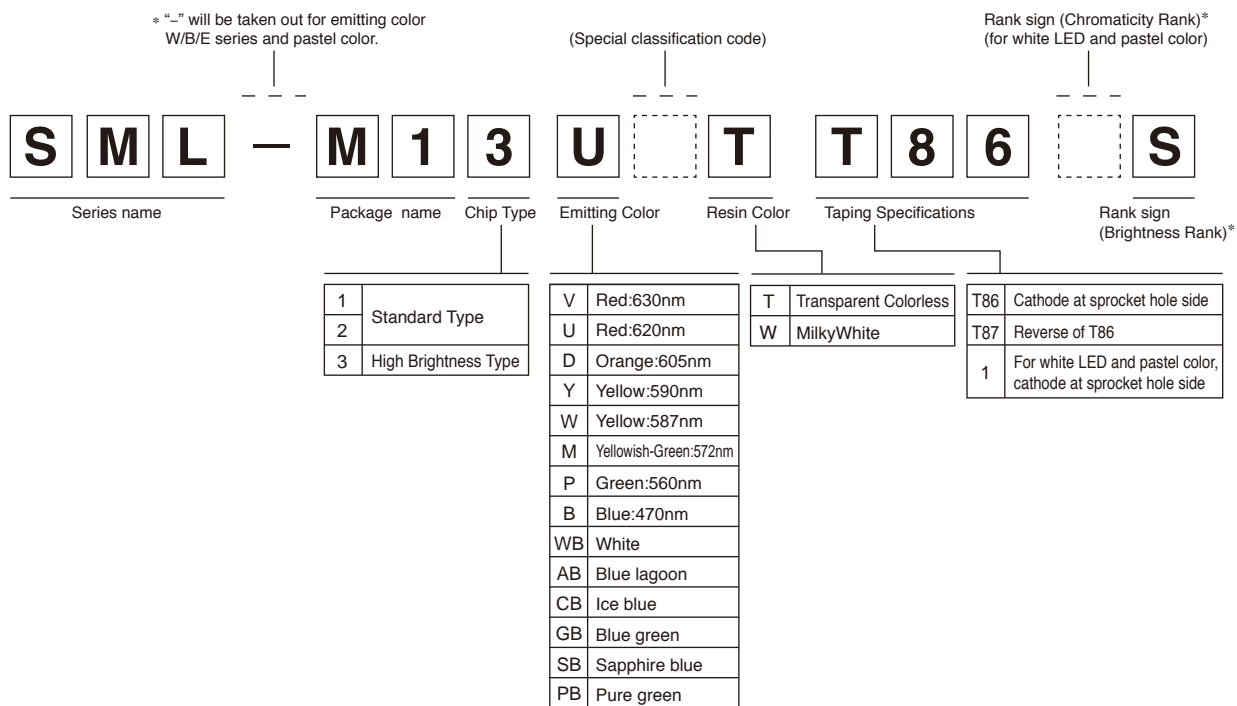 * “–” will be taken out for emitting color
W/B/E series and pastel color.
(Special classification code)
Rank sign (Chromaticity Rank)*
(for white LED and pastel color)
S M L – M 1 3 U T T 8 6 S
Series name
Package name
Chip Type
Emitting Color
Resin Color
Taping Specifications
Rank sign
(Brightness Rank)*
1
2
Standard Type
3 High Brightness Type
V Red:630nm
U Red:620nm
D Orange:605nm
Y Yellow:590nm
W Yellow:587nm
M Yellowish-Green:572nm
P Green:560nm
B Blue:470nm
WB White
AB Blue lagoon
CB Ice blue
GB Blue green
SB Sapphire blue
PB Pure green
T Transparent Colorless
W MilkyWhite
T86 Cathode at sprocket hole side
T87 Reverse of T86
1 For white LED and pastel color,
cathode at sprocket hole side